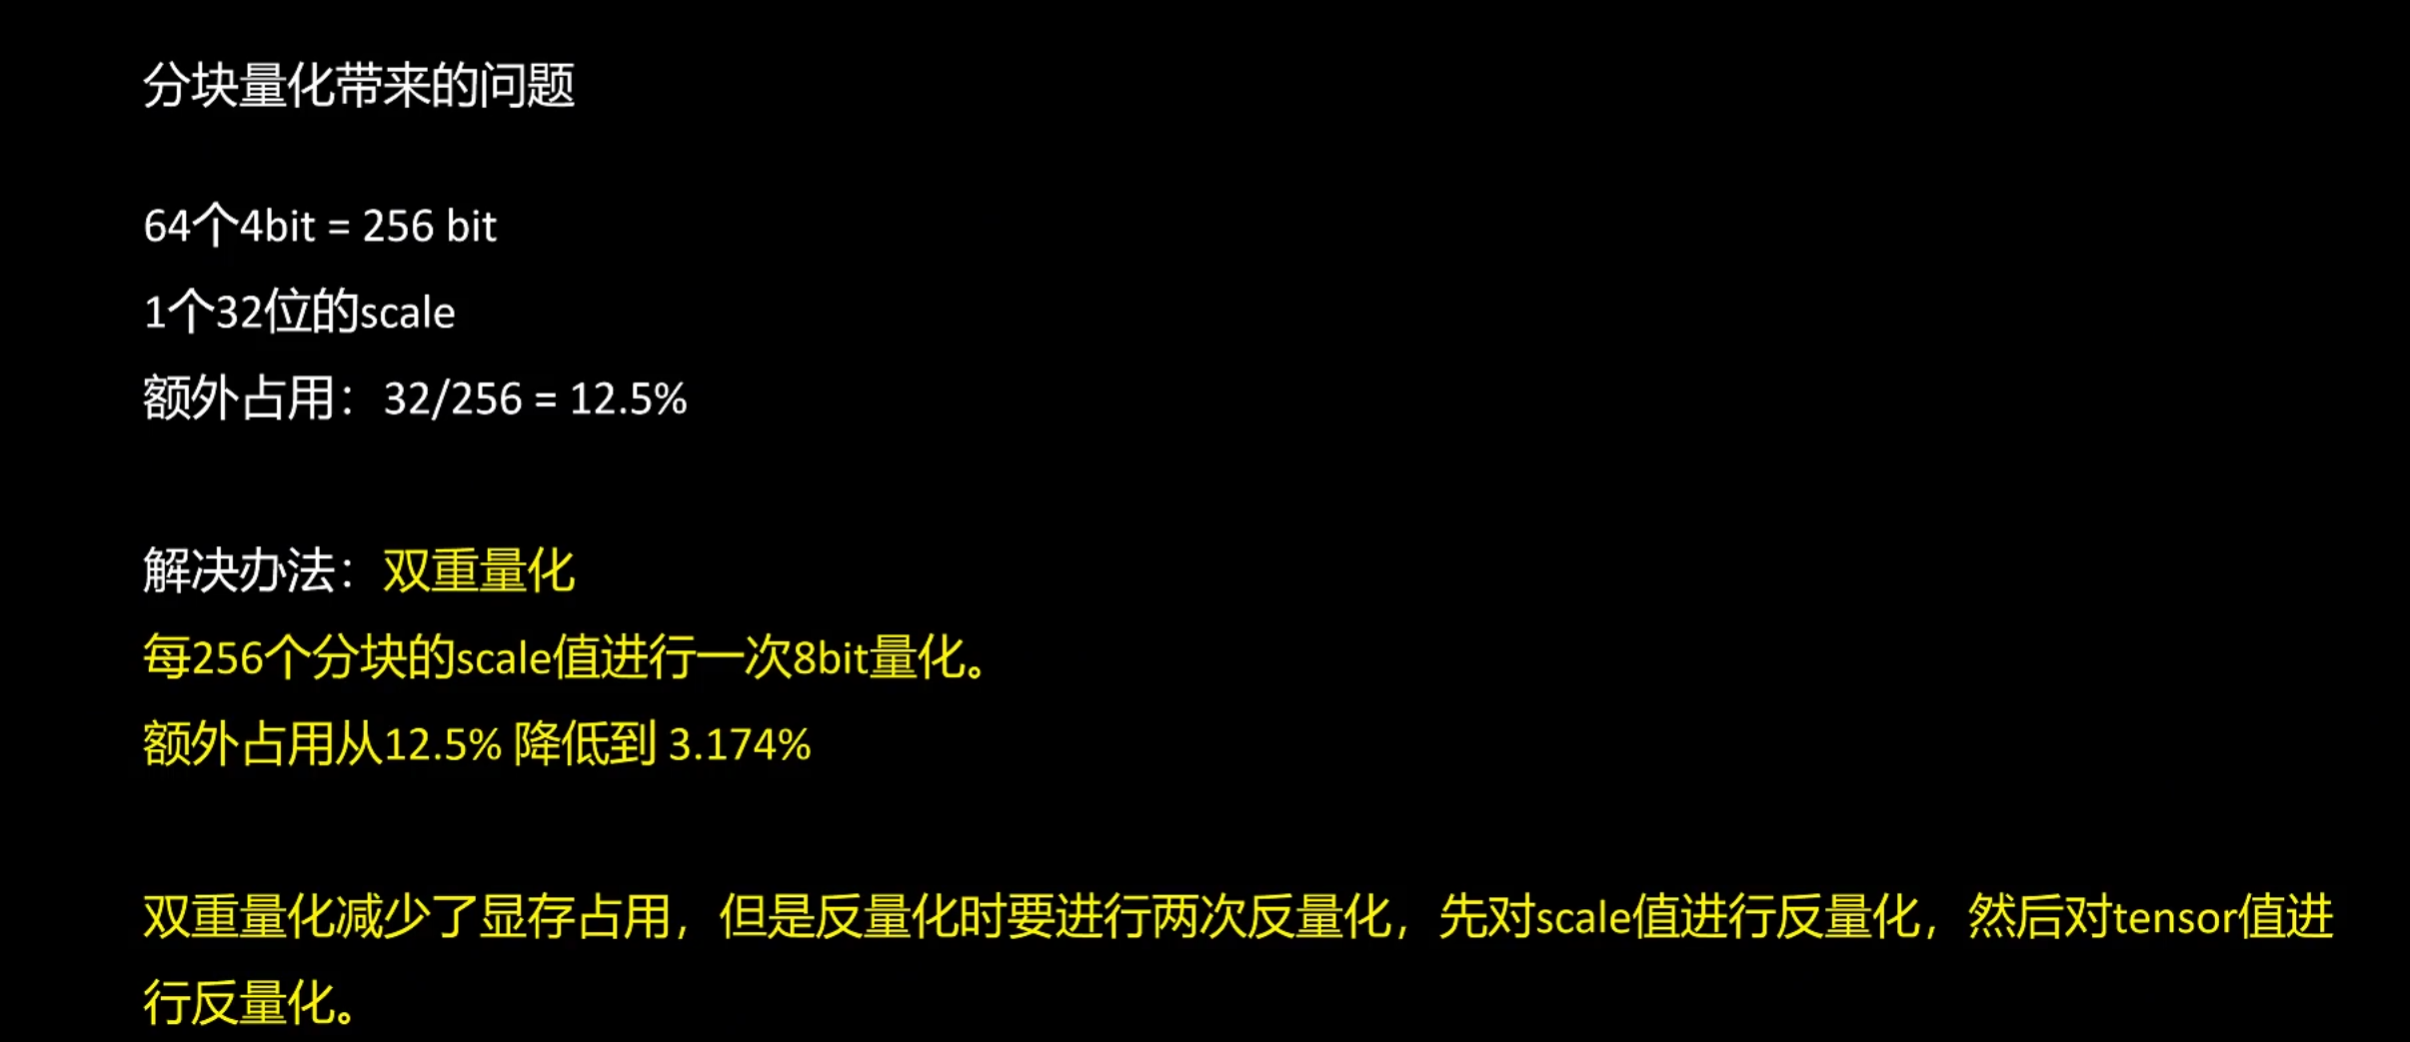 分块量化带来的问题
64个4bit = 256 bit
1个32位的scale
额外占用：32/256 = 12.5%
解决办法：双重量化
每256个分块的scale值进行一次8bit量化。
额外占用从12.5% 降低到 3.174%
双重量化减少了显存占用，但是反量化时要进行两次反量化，先对scale值进行反量化，然后对tensor值进
行反量化。